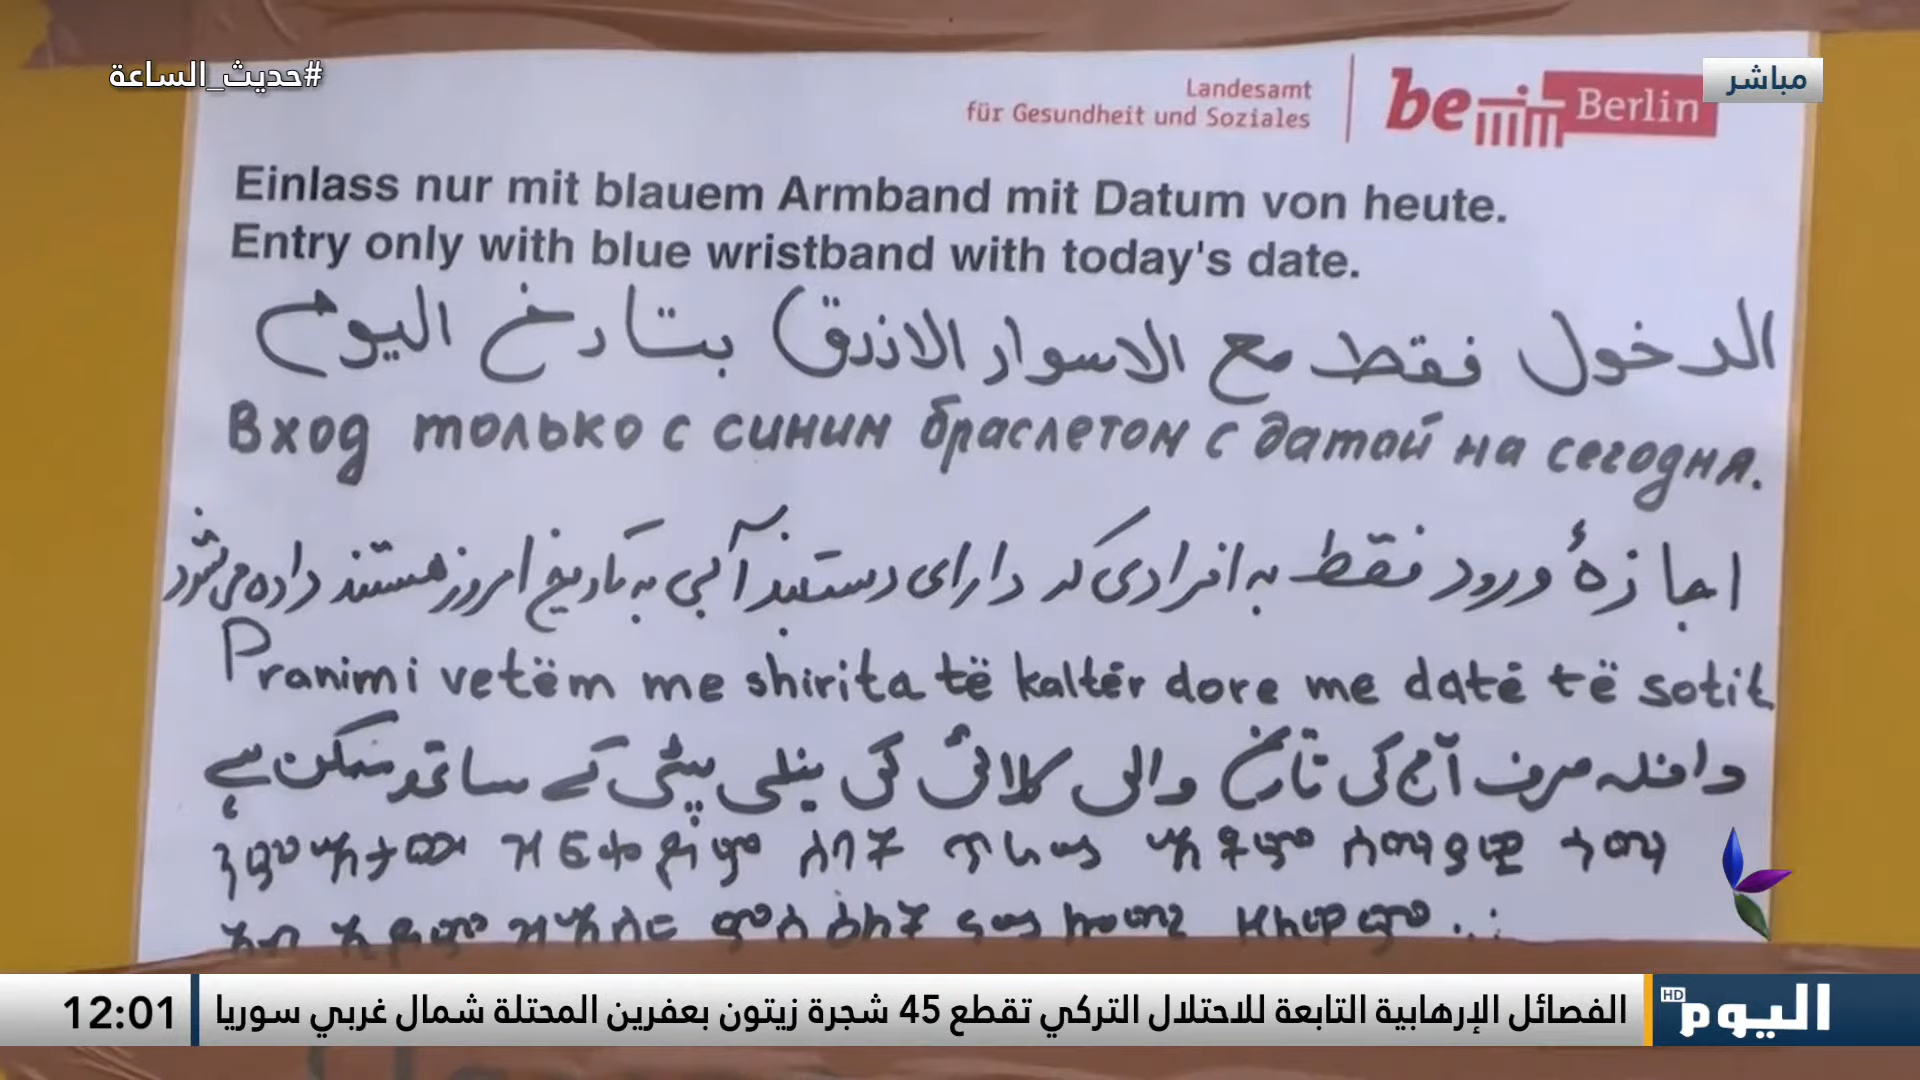 #حديث_الساعة
مباشر
Landesamt
für Gesundheit und Soziales
be Berlin
Einlass nur mit blauem Armband mit Datum von heute.
Entry only with blue wristband with today's date.
الدخول فقط مع الاسوار الازرق بتارخ اليوم
Вход только с синим браслетом с датой на сегодня.
اجازهٔ ورود فقط به افرادی که دارای دستبند آبی به تاریخ امروز هستند داده می شود
Pranimi vetëm me shirita të kaltër dore me datë të sotit
داخلہ صرف آج کی تاریخ والی کلائی کی نیلی پٹی کے ساتھ ممکن ہے
12:01
الفصائل الإرهابية التابعة للاحتلال التركي تقطع 45 شجرة زيتون بعفرين المحتلة شمال غربي سوريا
اليوم HD